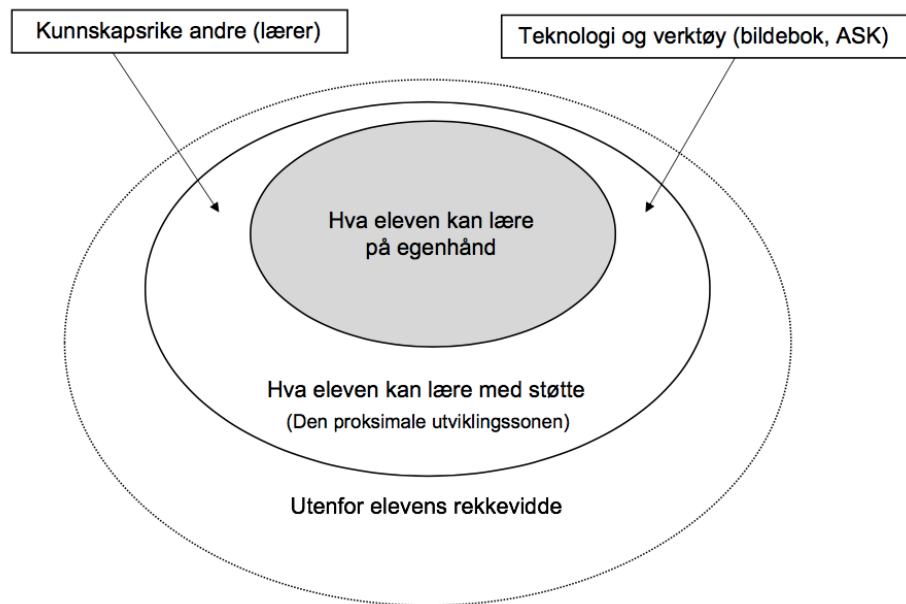 Kunnskapsrike andre (lærer)
Teknologi og verktøy (bildebok, ASK)
Hva eleven kan lære
på egenhånd
Hva eleven kan lære med støtte
(Den proksimale utviklingssonen)
Utenfor elevens rekkevidde